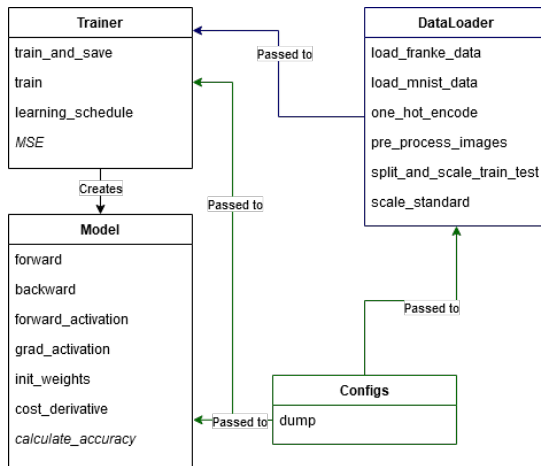 Trainer
train_and_save
train
learning_schedule
MSE
DataLoader
load_franke_data
load_mnist_data
one_hot_encode
pre_process_images
split_and_scale_train_test
scale_standard
Passed to
Creates
Passed to
Model
forward
backward
forward_activation
grad_activation
init_weights
cost_derivative
calculate_accuracy
Passed to
Configs
dump
Passed to